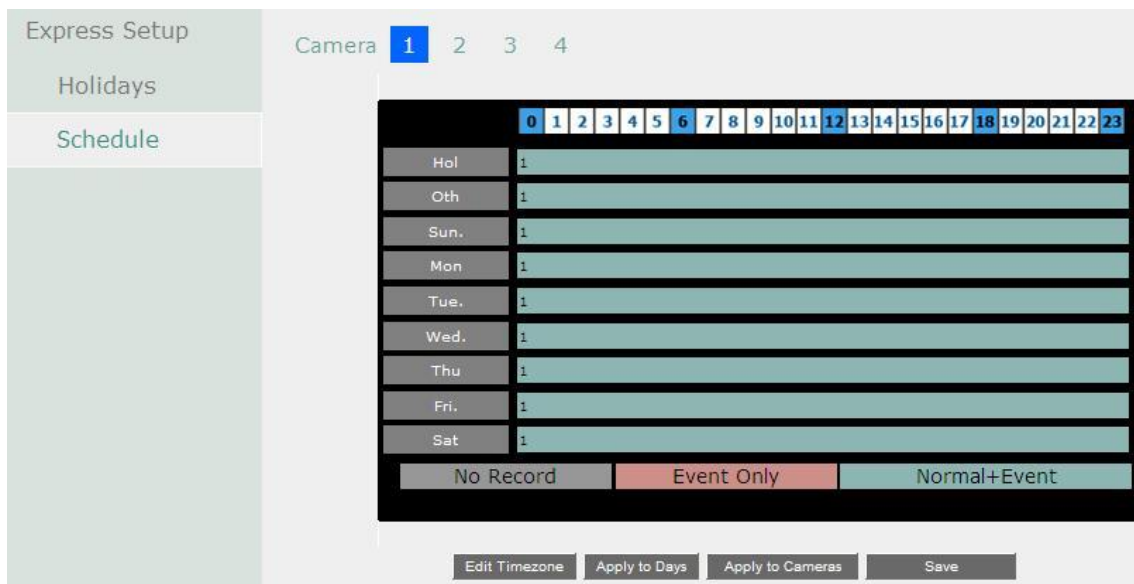 Express Setup
Holidays
Schedule
Camera 1 2 3 4
0 1 2 3 4 5 6 7 8 9 10 11 12 13 14 15 16 17 18 19 20 21 22 23
Hol 1
Oth 1
Sun. 1
Mon 1
Tue. 1
Wed. 1
Thu 1
Fri. 1
Sat 1
No Record Event Only Normal+Event
Edit Timezone Apply to Days Apply to Cameras Save